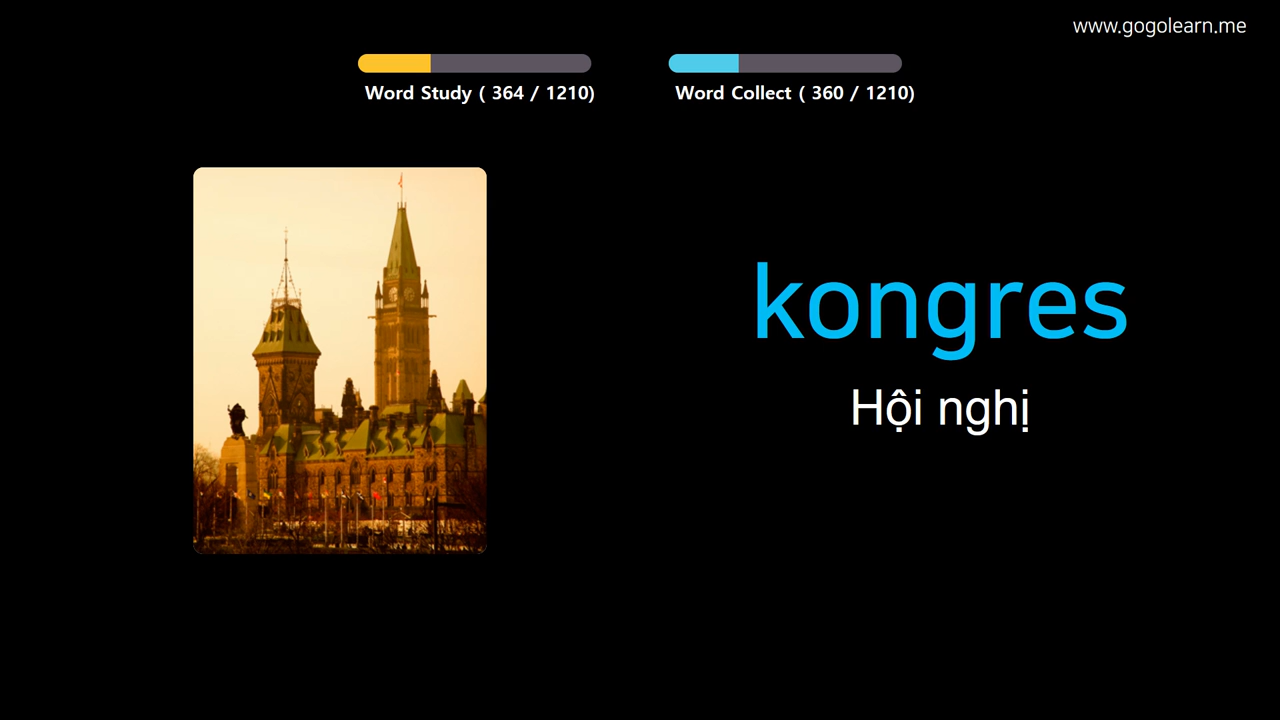 www.gogolearn.me
Word Study ( 364 / 1210)
Word Collect ( 360 / 1210)
kongres
Hội nghị